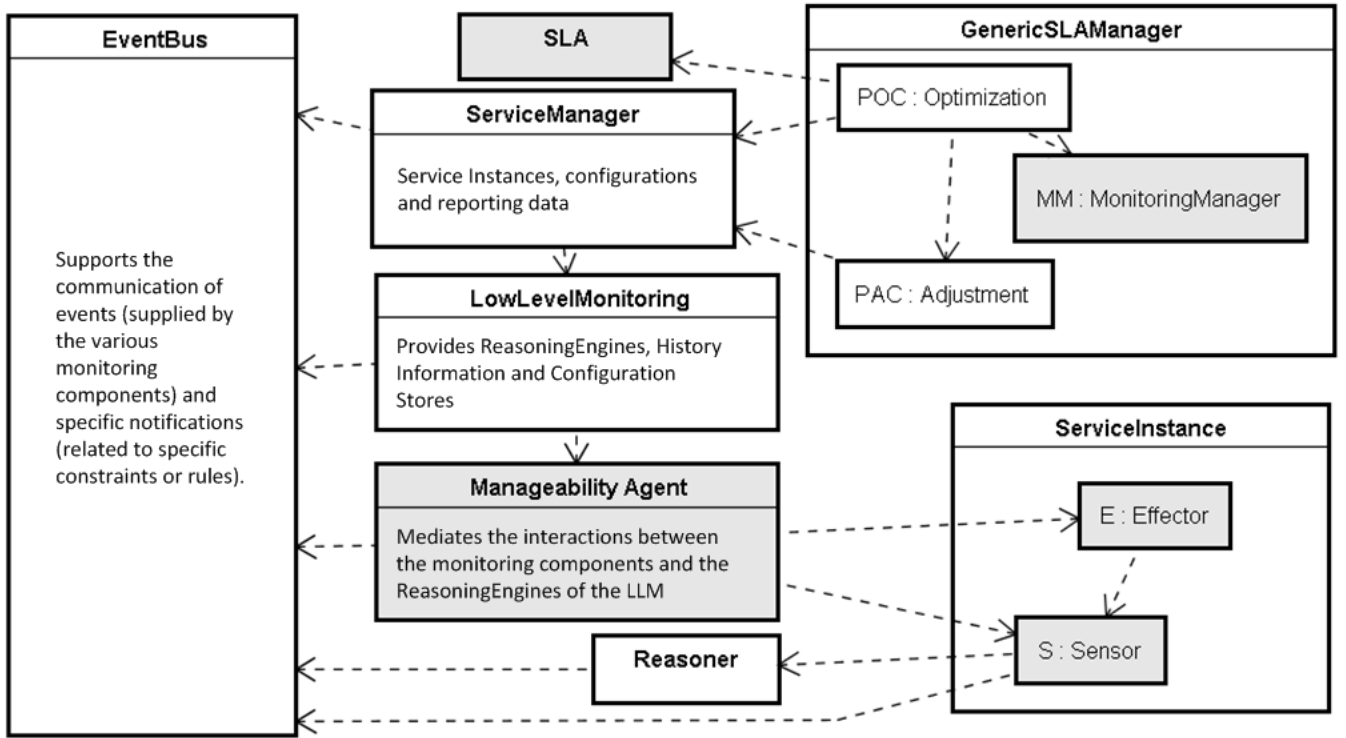 EventBus
Supports the
communication of
events (supplied by
the various
monitoring
components) and
specific notifications
(related to specific
constraints or rules).
SLA
ServiceManager
Service Instances, configurations
and reporting data
LowLevelMonitoring
Provides ReasoningEngines, History
Information and Configuration
Stores
Manageability Agent
Mediates the interactions between
the monitoring components and the
ReasoningEngines of the LLM
Reasoner
GenericSLAManager
POC : Optimization
MM : MonitoringManager
PAC : Adjustment
ServiceInstance
E : Effector
S : Sensor